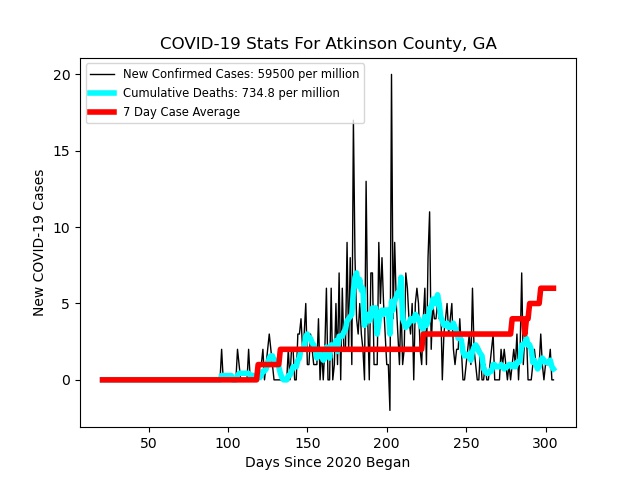 COVID-19 Stats For Atkinson County, GA
New Confirmed Cases: 59500 per million
Cumulative Deaths: 734.8 per million
7 Day Case Average
New COVID-19 Cases
20
15
10
5
0
50 100 150 200 250 300
Days Since 2020 Began